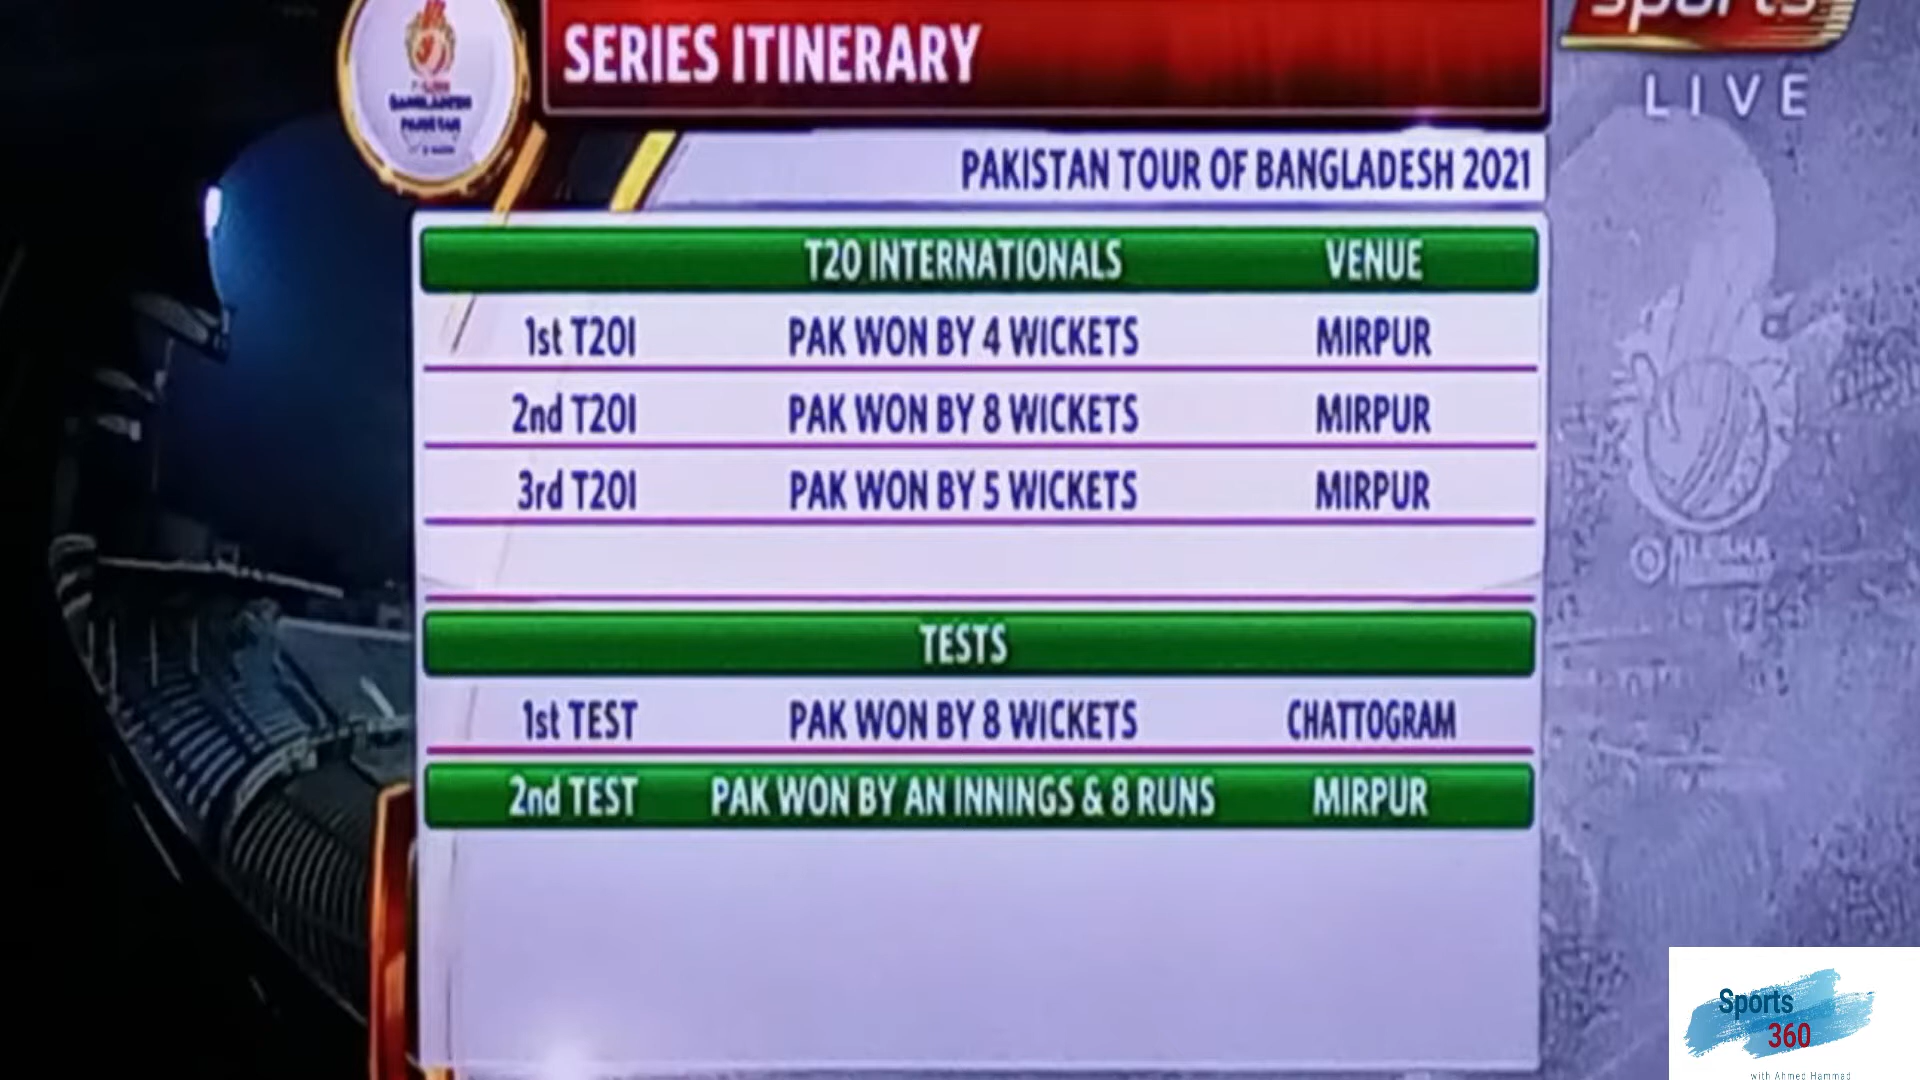 sports
LIVE
SERIES ITINERARY
BANGLADESH
PAKISTAN TOUR OF BANGLADESH 2021
T20 INTERNATIONALS VENUE
1st T20I PAK WON BY 4 WICKETS MIRPUR
2nd T20I PAK WON BY 8 WICKETS MIRPUR
3rd T20I PAK WON BY 5 WICKETS MIRPUR
TESTS
1st TEST PAK WON BY 8 WICKETS CHATTOGRAM
2nd TEST PAK WON BY AN INNINGS & 8 RUNS MIRPUR
Sports
360
with Ahmed Hammad